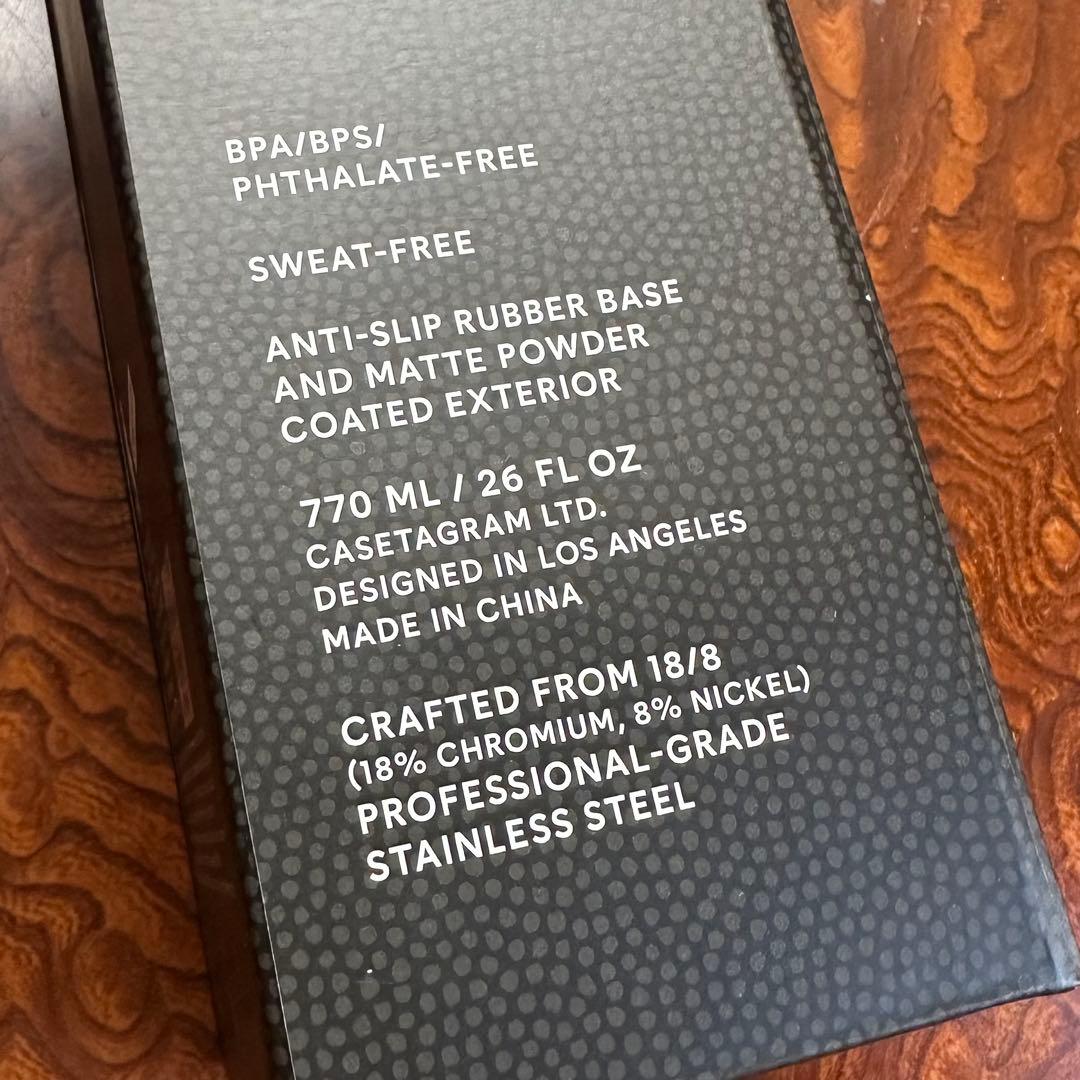 BPA/BPS/
PHTHALATE-FREE
SWEAT-FREE
ANTI-SLIP RUBBER BASE
AND MATTE POWDER
COATED EXTERIOR
770 ML / 26 FL OZ
CASETAGRAM LTD.
DESIGNED IN LOS ANGELES
MADE IN CHINA
CRAFTED FROM 18/8
(18% CHROMIUM, 8% NICKEL)
PROFESSIONAL-GRADE
STAINLESS STEEL